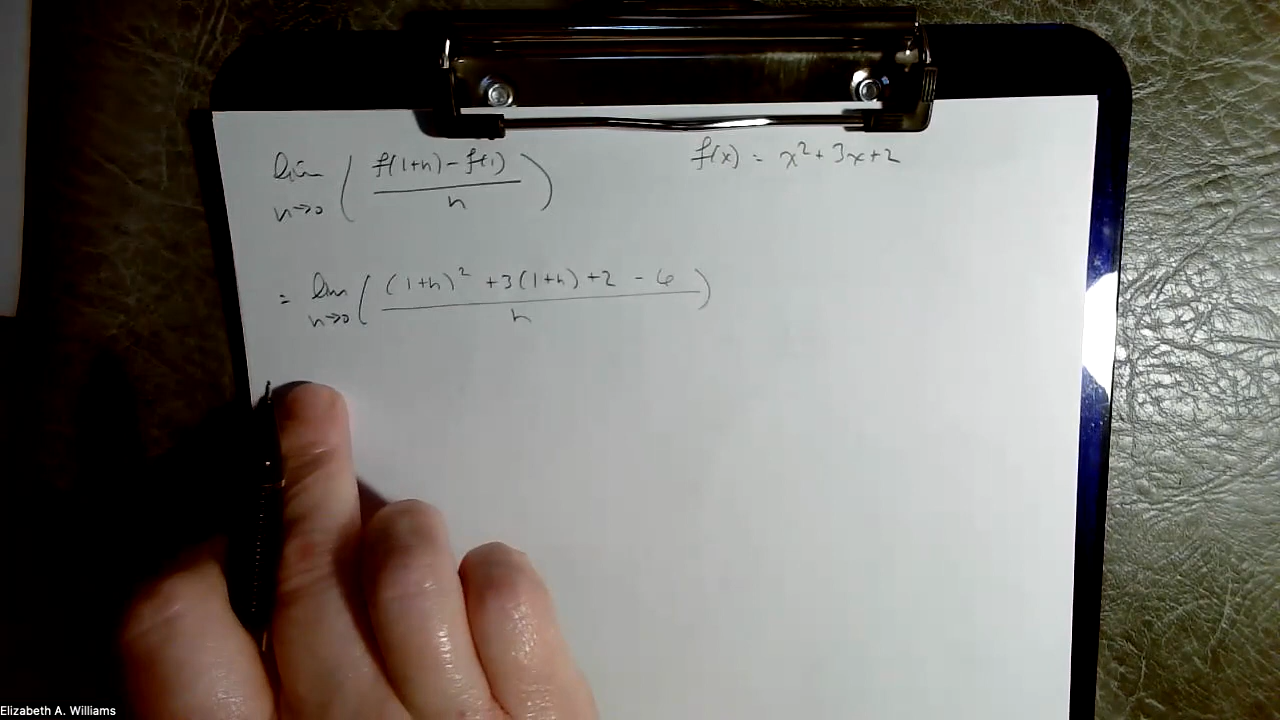 lim ( f(1+h) - f(1) / h )
h→0
f(x) = x² + 3x + 2
= lim ( (1+h)² + 3(1+h) + 2 - 6 / h )
h→0
Elizabeth A. Williams